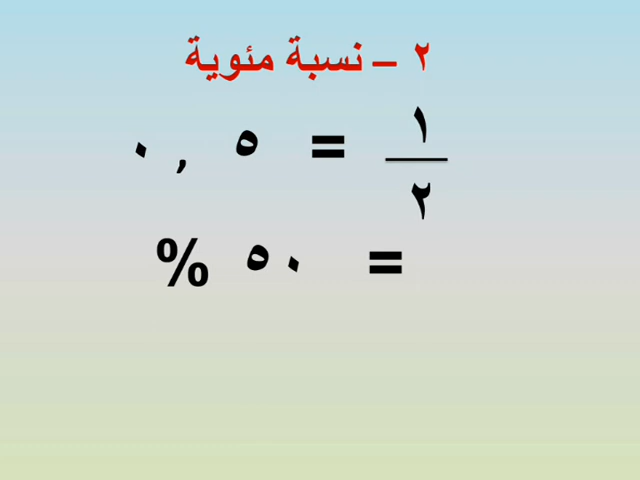 ٢ – نسبة مئوية
١
٢
= ٠,٥
= ٥٠ %